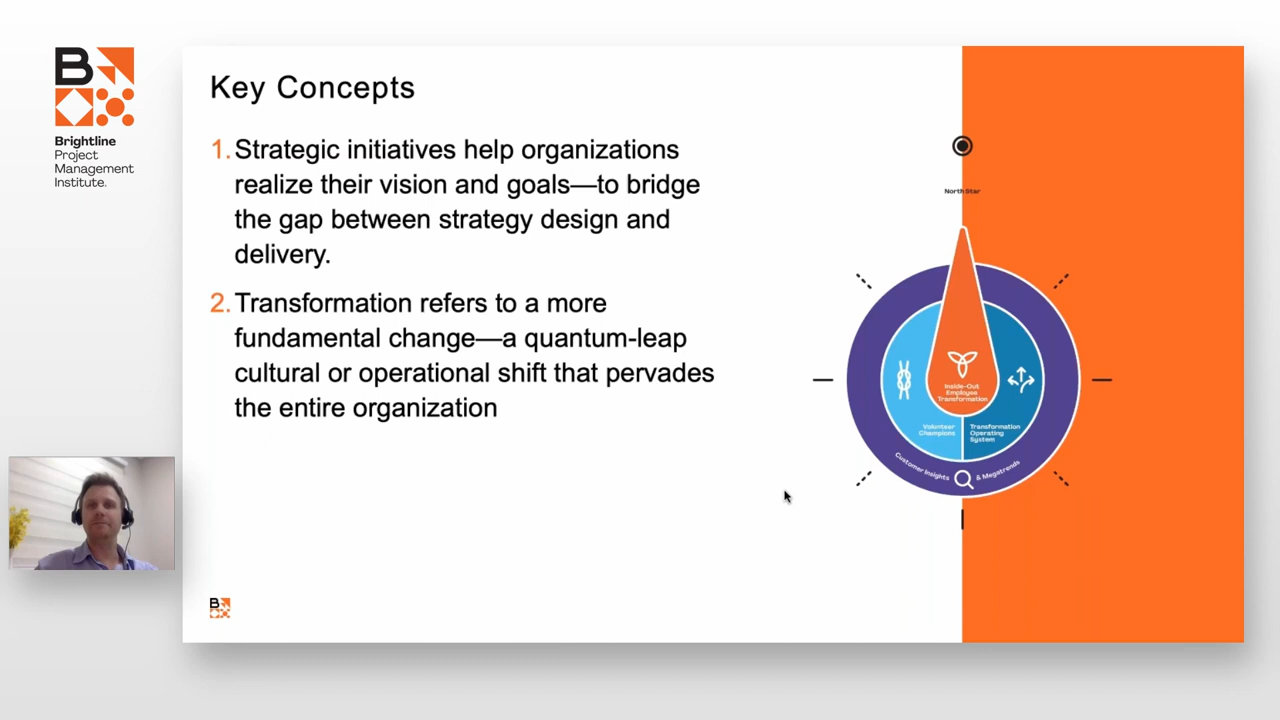 B
Brightline
Project
Management
Institute.
Key Concepts
1. Strategic initiatives help organizations
realize their vision and goals—to bridge
the gap between strategy design and
delivery.
2. Transformation refers to a more
fundamental change—a quantum-leap
cultural or operational shift that pervades
the entire organization
North Star
Inside-Out
Employee
Transformation
Volunteer
Champions
Transformation
Operating
System
Customer Insights & Megatrends
B